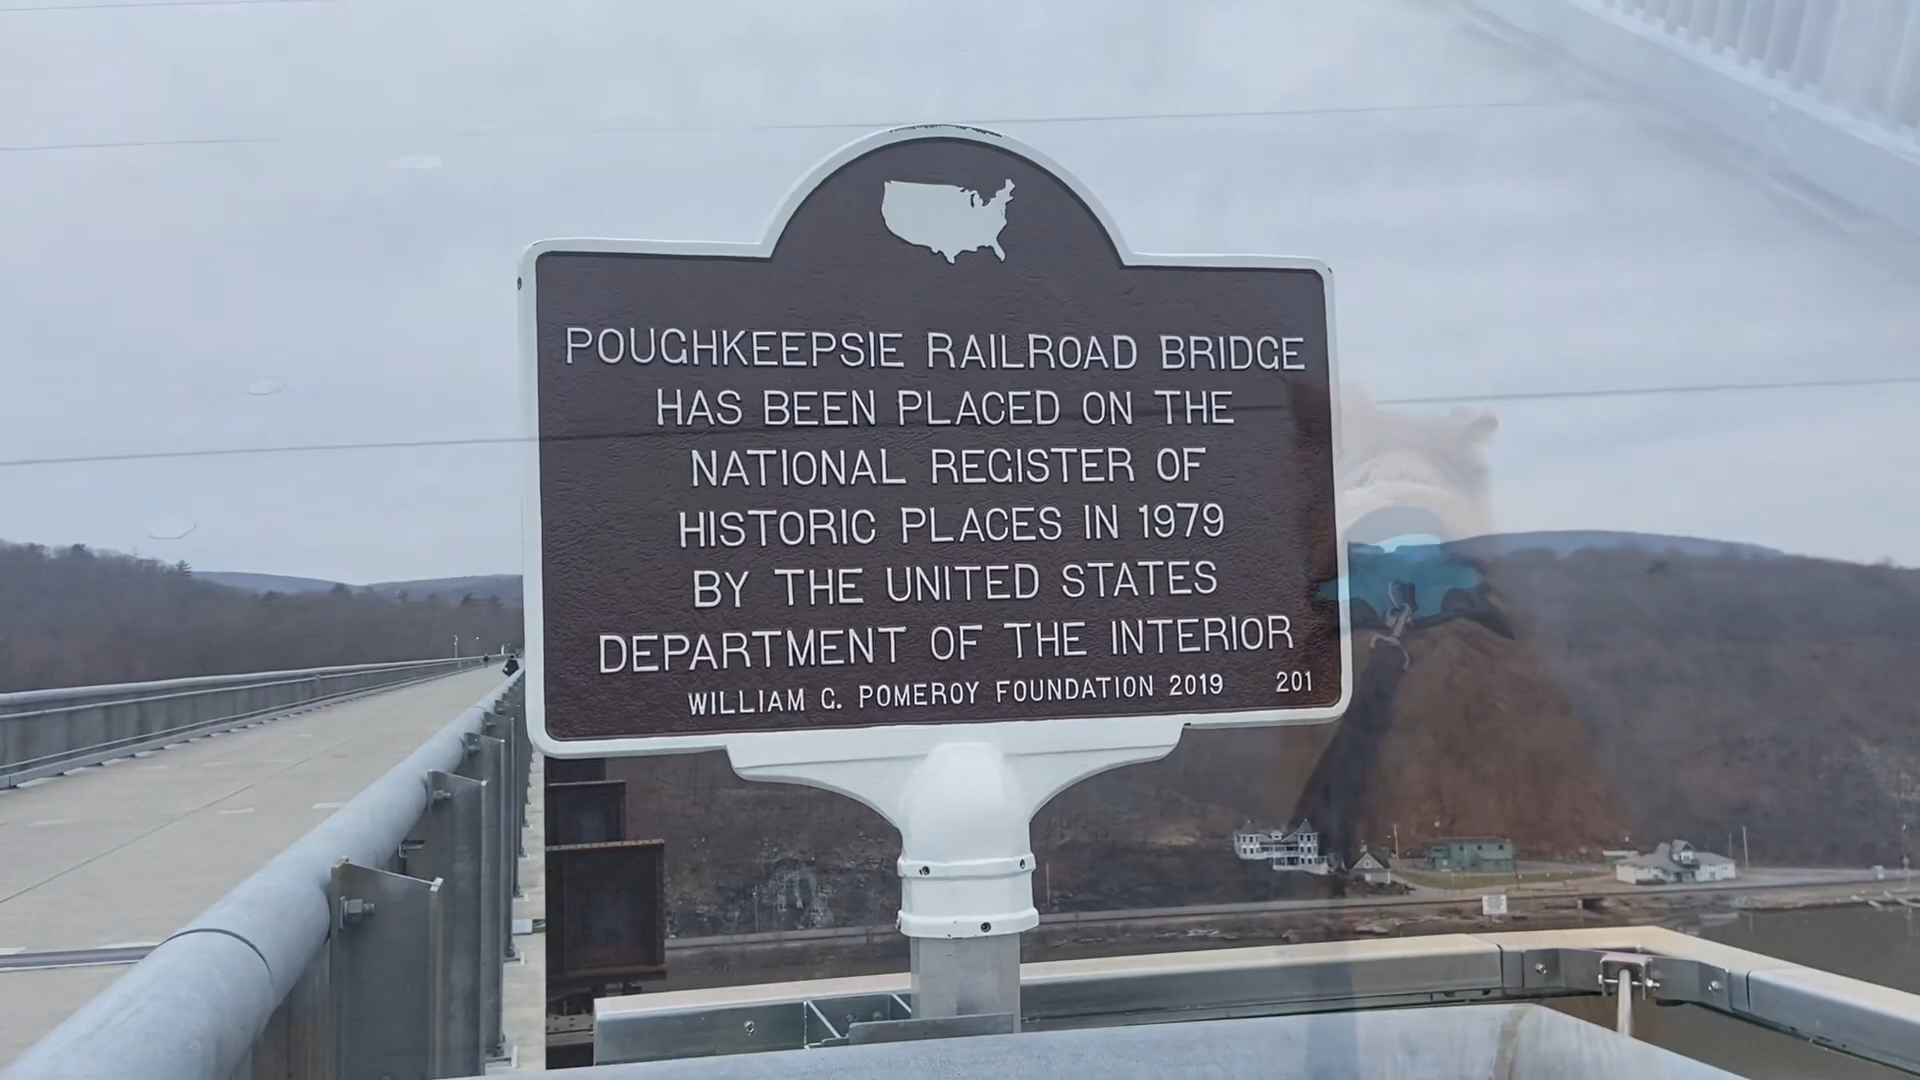 POUGHKEEPSIE RAILROAD BRIDGE
HAS BEEN PLACED ON THE
NATIONAL REGISTER OF
HISTORIC PLACES IN 1979
BY THE UNITED STATES
DEPARTMENT OF THE INTERIOR
WILLIAM G. POMEROY FOUNDATION 2019 201